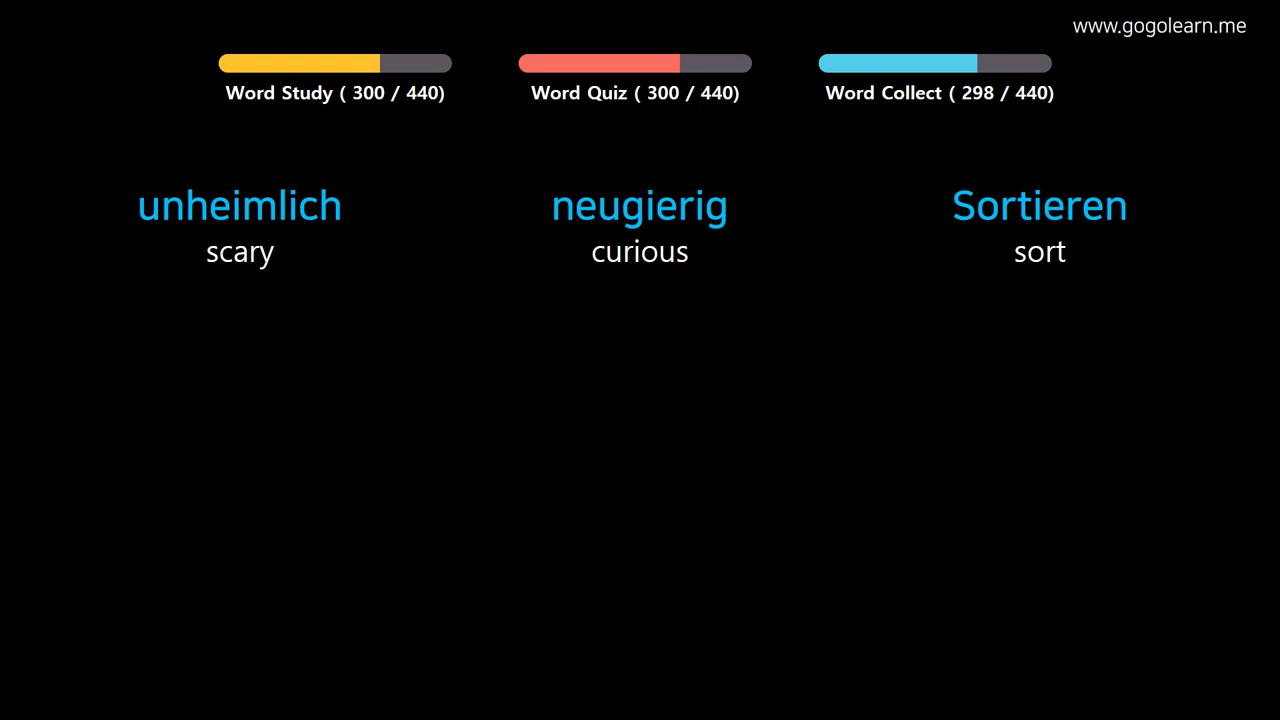 www.gogolearn.me
Word Study ( 300 / 440)
Word Quiz ( 300 / 440)
Word Collect ( 298 / 440)
unheimlich
scary
neugierig
curious
Sortieren
sort